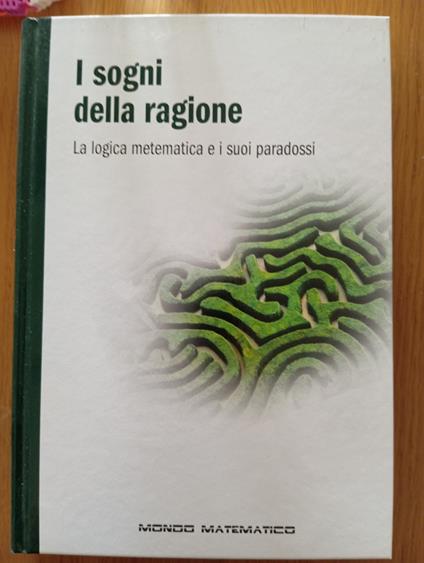 I sogni
della ragione
La logica metematica e i suoi paradossi
MONDO MATEMATICO